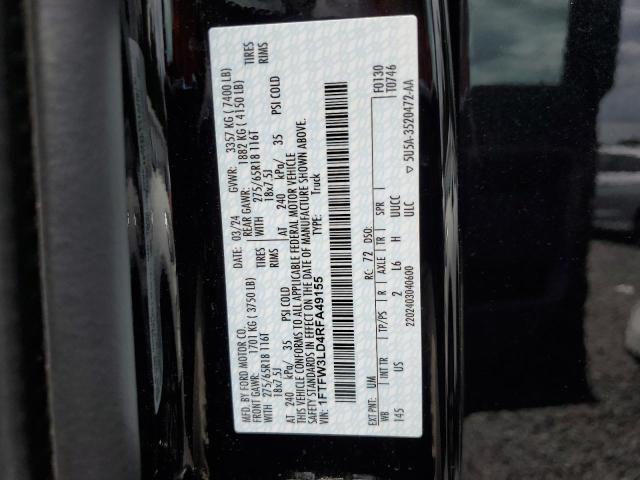 MFD. BY FORD MOTOR CO.
03/24
GVWR: 3357 KG ( 7400 LB)
FRONT GAWR: 1701 KG ( 3750 LB)
REAR GAWR: 1882 KG ( 4150 LB)
WITH 275/65R18 116T TIRES
WITH 275/65R18 116T TIRES
18x7.5J RIMS
18x7.5J RIMS
AT 240 kPa/ 35 PSI COLD
AT 240 kPa/ 35 PSI COLD
THIS VEHICLE CONFORMS TO ALL APPLICABLE FEDERAL MOTOR VEHICLE
SAFETY STANDARDS IN EFFECT ON THE DATE OF MANUFACTURE SHOWN ABOVE.
VIN: 1FTFW3LD4RFA49155
TYPE: Truck
F0130
T0746
EXT PNT: UM
RC: 72 DSO:
WB INT TR TP/PS R AXLE TR SPR
145 US 2 L6 H UUCC
2202403040600
ULC
▽ 5U5A-3520472-AA